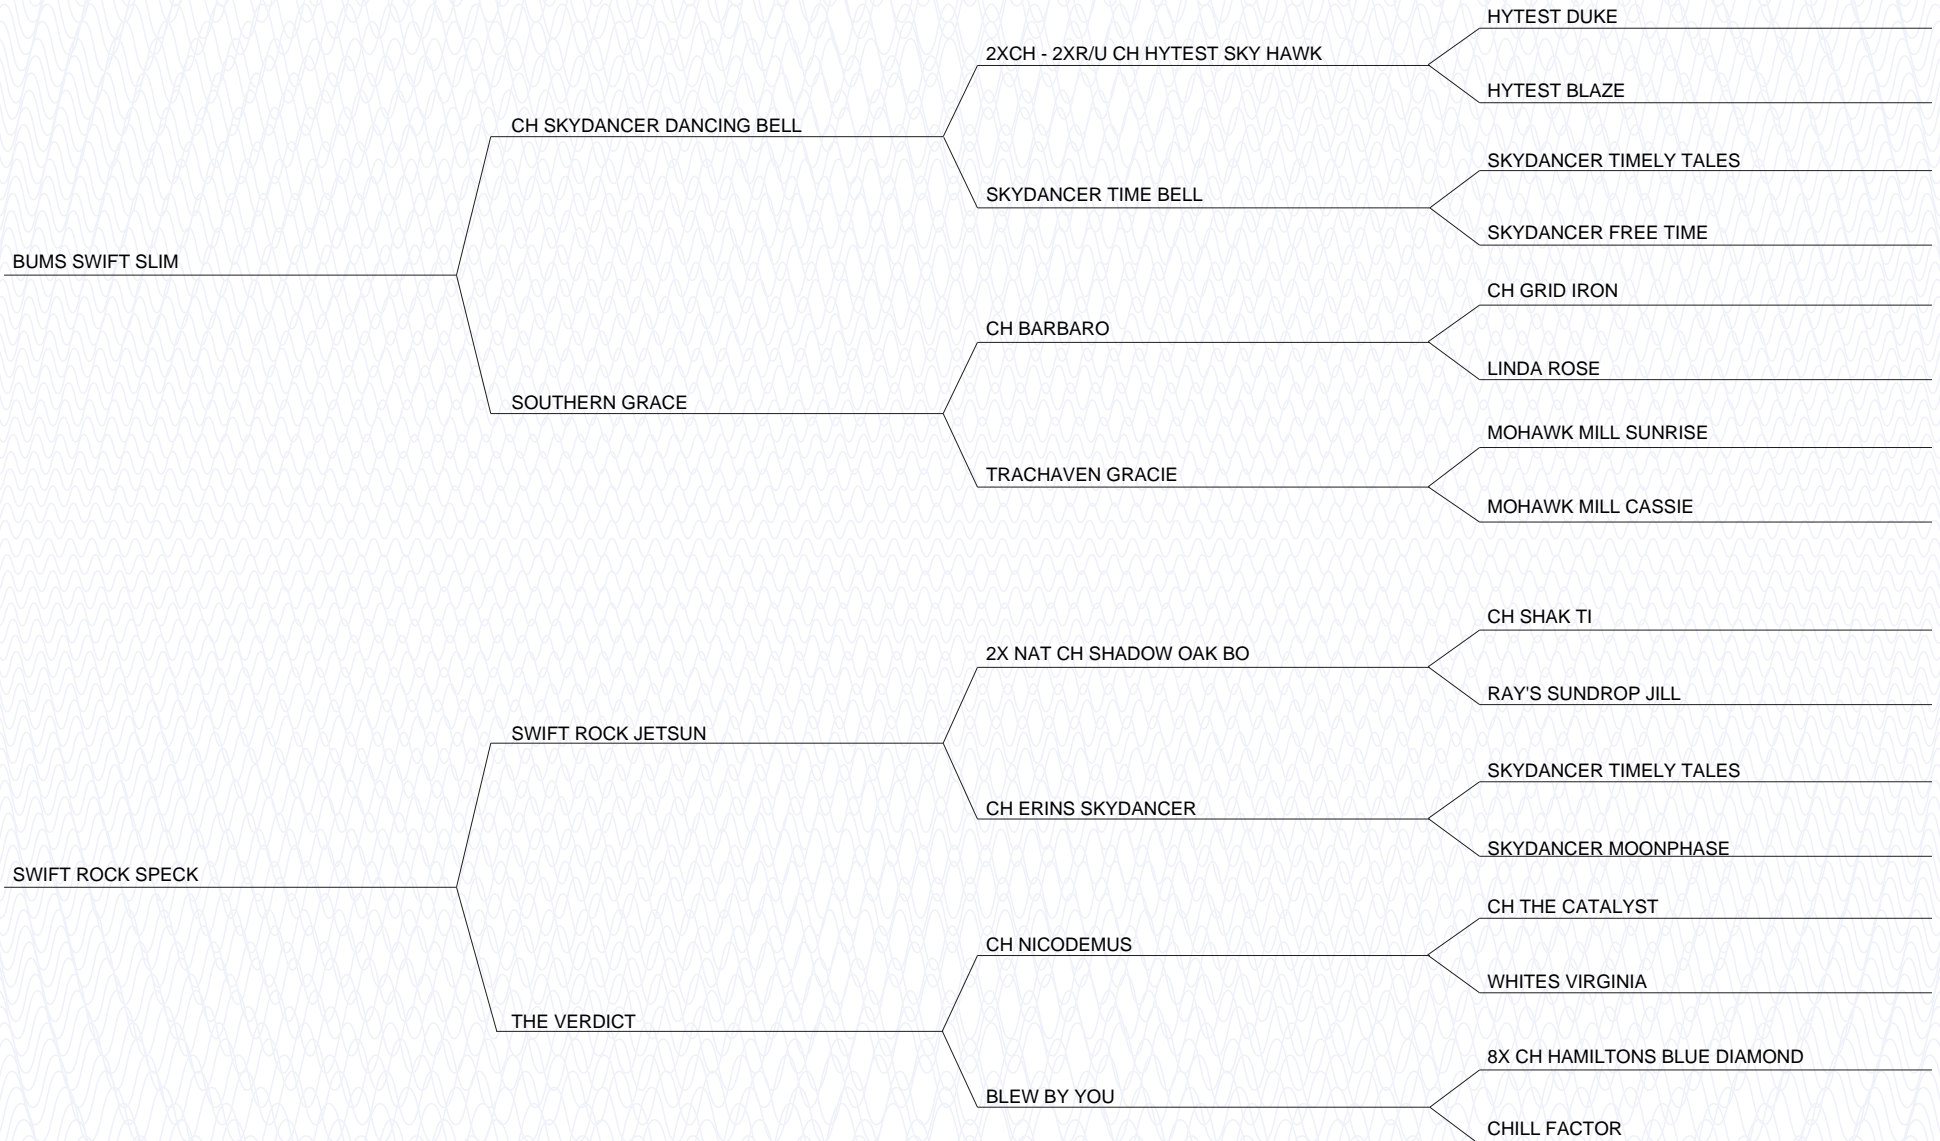 HYTEST DUKE
2XCH - 2XR/U CH HYTEST SKY HAWK
HYTEST BLAZE
CH SKYDANCER DANCING BELL
SKYDANCER TIMELY TALES
SKYDANCER TIME BELL
SKYDANCER FREE TIME
BUMS SWIFT SLIM
CH GRID IRON
CH BARBARO
LINDA ROSE
SOUTHERN GRACE
MOHAWK MILL SUNRISE
TRACHAVEN GRACIE
MOHAWK MILL CASSIE
CH SHAK TI
2X NAT CH SHADOW OAK BO
RAY'S SUNDROP JILL
SWIFT ROCK JETSUN
SKYDANCER TIMELY TALES
CH ERINS SKYDANCER
SKYDANCER MOONPHASE
SWIFT ROCK SPECK
CH THE CATALYST
CH NICODEMUS
WHITES VIRGINIA
THE VERDICT
8X CH HAMILTONS BLUE DIAMOND
BLEW BY YOU
CHILL FACTOR